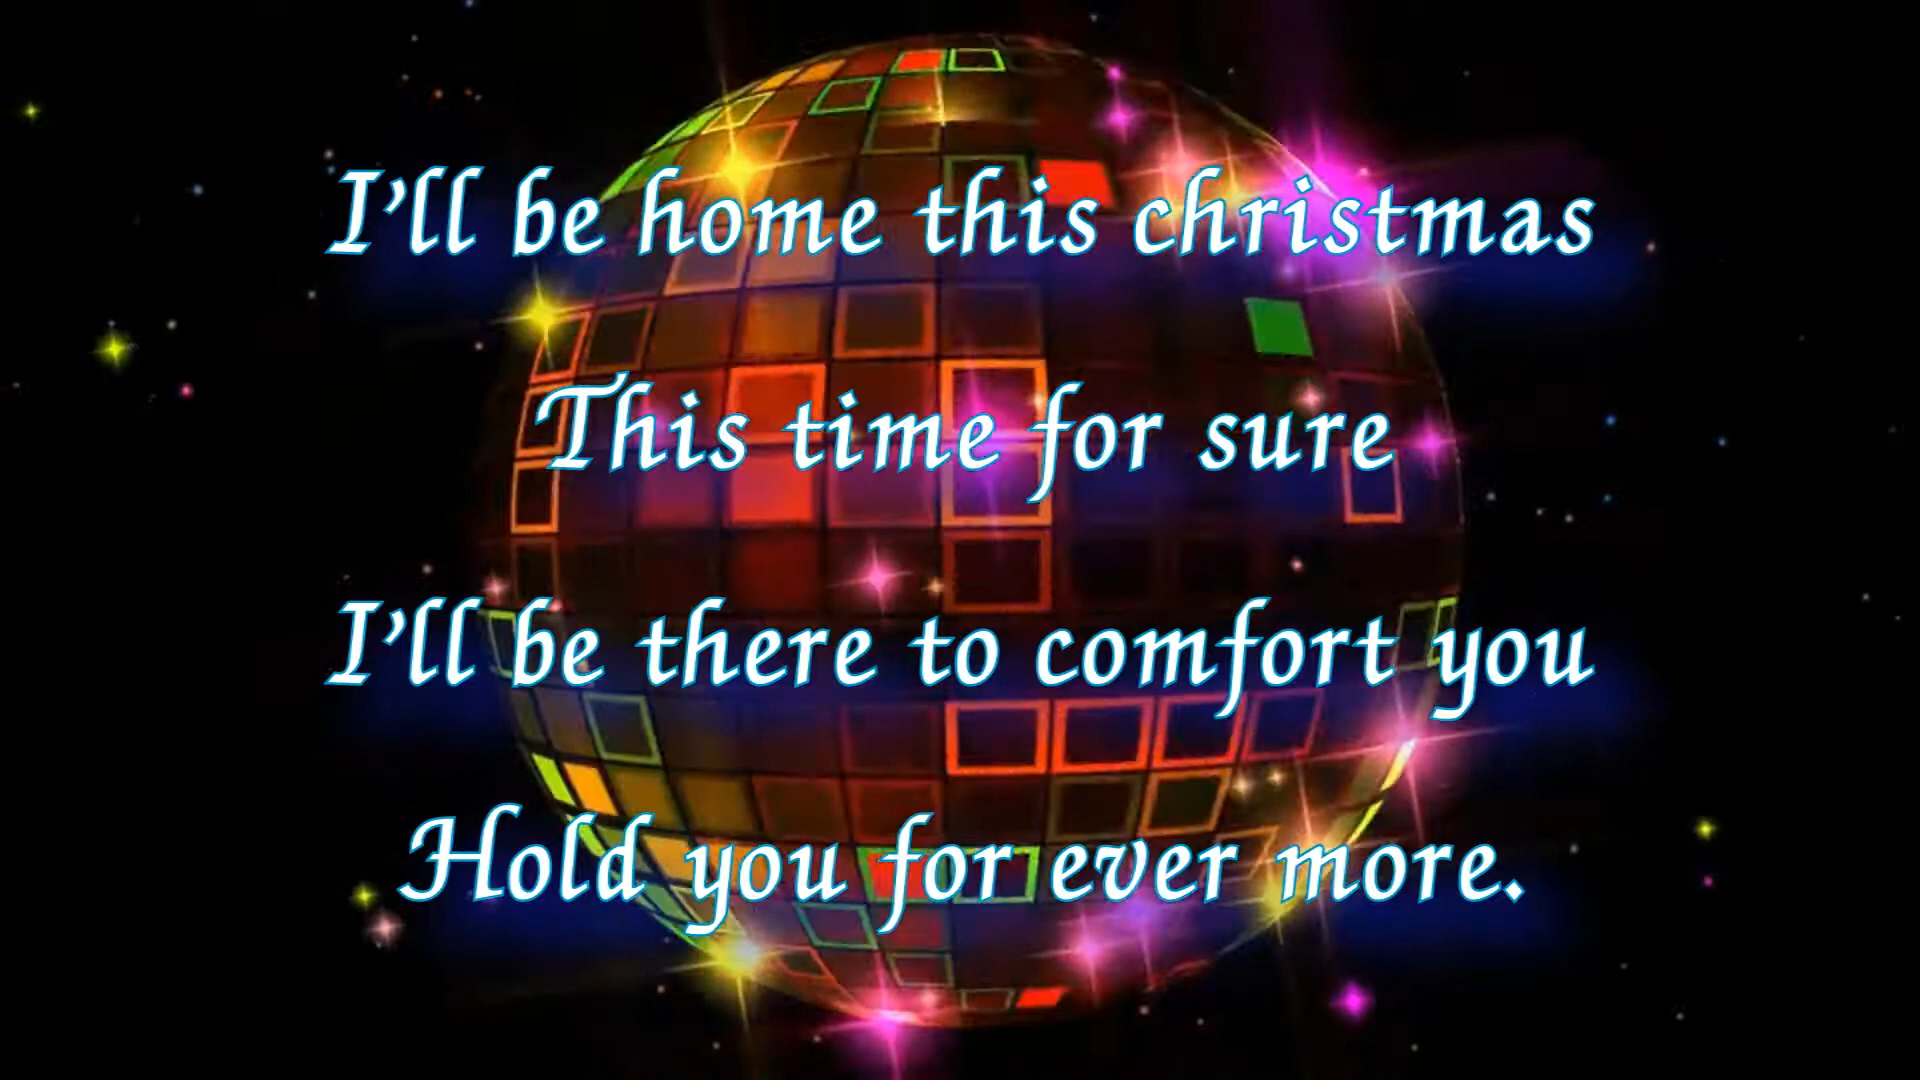 I’ll be home this christmas
This time for sure
I’ll be there to comfort you
Hold you for ever more.